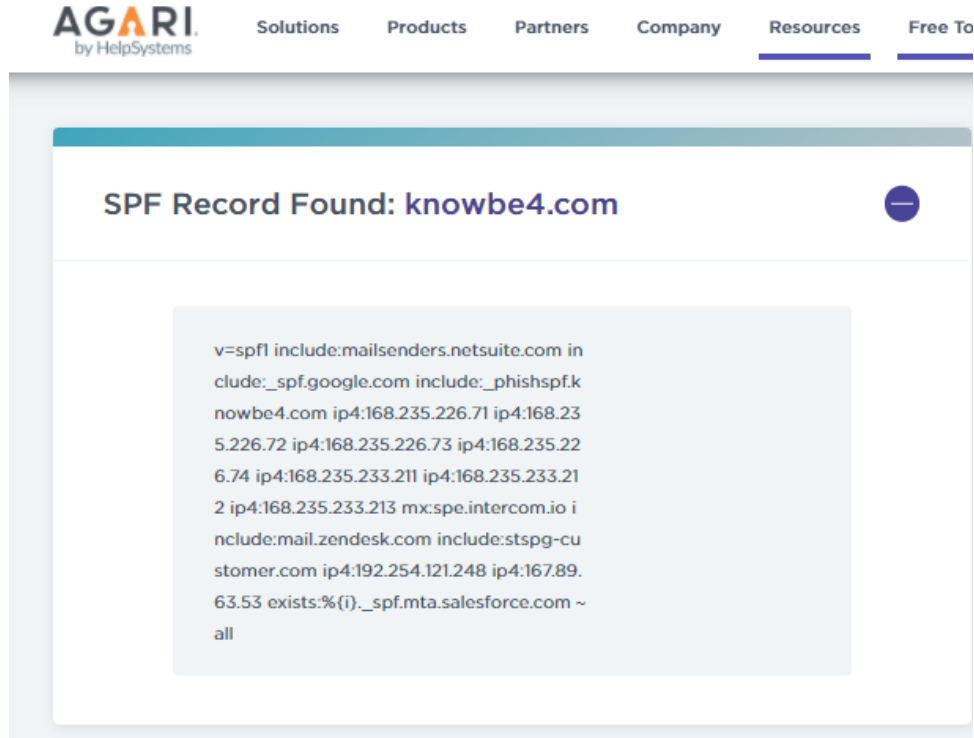 AGARI.
by HelpSystems
Solutions Products Partners Company Resources Free To
SPF Record Found: knowbe4.com
v=spf1 include:mailsenders.netsuite.com in
clude:_spf.google.com include:_phishspf.k
nowbe4.com ip4:168.235.226.71 ip4:168.23
5.226.72 ip4:168.235.226.73 ip4:168.235.22
6.74 ip4:168.235.233.211 ip4:168.235.233.21
2 ip4:168.235.233.213 mx:spe.intercom.io i
nclude:mail.zendesk.com include:stspg-cu
stomer.com ip4:192.254.121.248 ip4:167.89.
63.53 exists:%{i}._spf.mta.salesforce.com ~
all